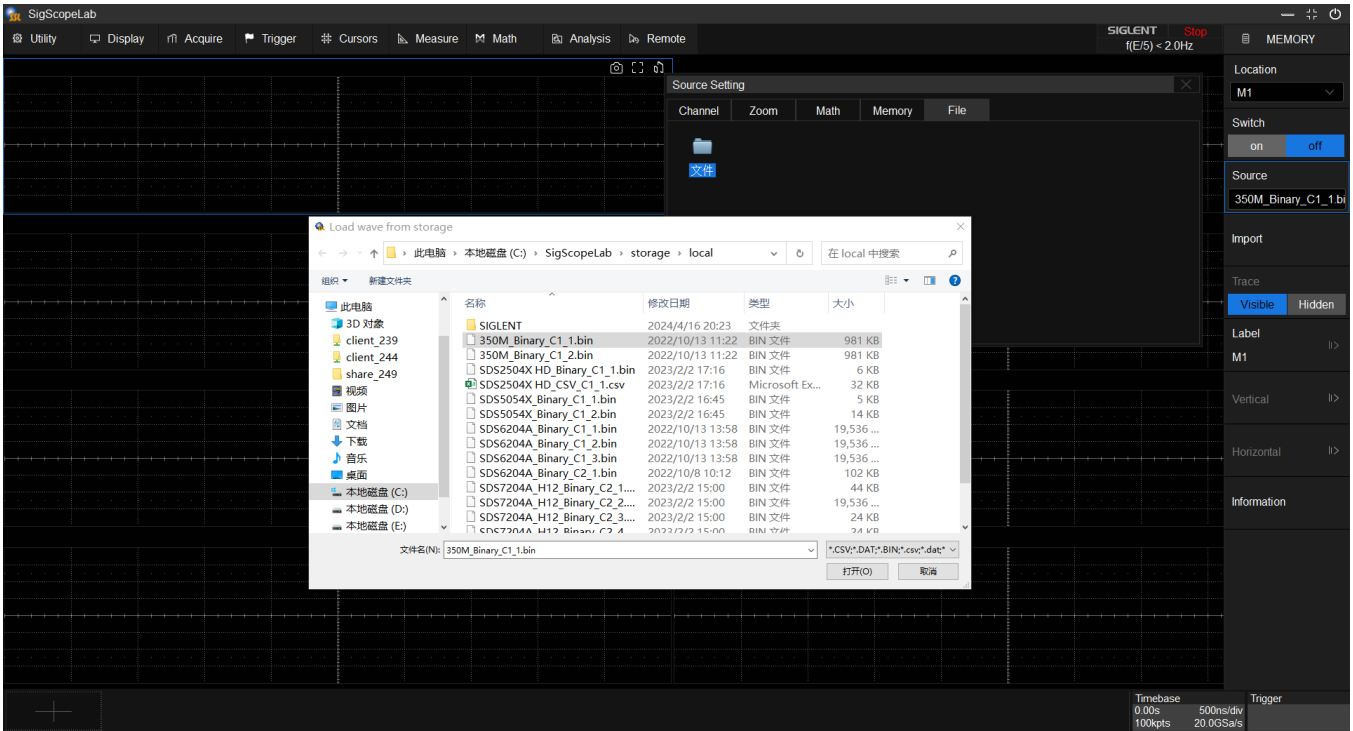 SigScopeLab
Utility Display Acquire Trigger Cursors Measure Math Analysis Remote
SIGLENT Stop
f(E/5) < 2.0Hz
MEMORY
Location
M1
Switch
on off
Source
350M_Binary_C1_1.bi
Import
Trace
Visible Hidden
Label
M1
Vertical
Horizontal
Information
Source Setting
Channel Zoom Math Memory File
文件
Load wave from storage
此电脑 › 本地磁盘 (C:) › SigScopeLab › storage › local
在 local 中搜索
组织 新建文件夹
此电脑
3D 对象
client_239
client_244
share_249
视频
图片
文档
下载
音乐
桌面
本地磁盘 (C:)
本地磁盘 (D:)
本地磁盘 (E:)
名称 修改日期 类型 大小
SIGLENT 2024/4/16 20:23 文件夹
350M_Binary_C1_1.bin 2022/10/13 11:22 BIN 文件 981 KB
350M_Binary_C1_2.bin 2022/10/13 11:22 BIN 文件 981 KB
SDS2504X HD_Binary_C1_1.bin 2023/2/2 17:16 BIN 文件 6 KB
SDS2504X HD_CSV_C1_1.csv 2023/2/2 17:16 Microsoft Ex... 32 KB
SDS5054X_Binary_C1_1.bin 2023/2/2 16:45 BIN 文件 5 KB
SDS5054X_Binary_C1_2.bin 2023/2/2 16:45 BIN 文件 14 KB
SDS6204A_Binary_C1_1.bin 2022/10/13 13:58 BIN 文件 19,536 ...
SDS6204A_Binary_C1_2.bin 2022/10/13 13:58 BIN 文件 19,536 ...
SDS6204A_Binary_C1_3.bin 2022/10/13 13:58 BIN 文件 19,536 ...
SDS6204A_Binary_C2_1.bin 2022/10/8 10:12 BIN 文件 102 KB
SDS7204A_H12_Binary_C2_1.... 2023/2/2 15:00 BIN 文件 44 KB
SDS7204A_H12_Binary_C2_2.... 2023/2/2 15:00 BIN 文件 19,536 ...
SDS7204A_H12_Binary_C2_3.... 2023/2/2 15:00 BIN 文件 24 KB
SDS7204A_H12_Binary_C2_4 2023/2/2 15:00 BIN 文件 24 KB
文件名(N): 350M_Binary_C1_1.bin
*.CSV;*.DAT;*.BIN;*.csv;*.dat;*
打开(O) 取消
Timebase
0.00s 500ns/div
100kpts 20.0GSa/s
Trigger